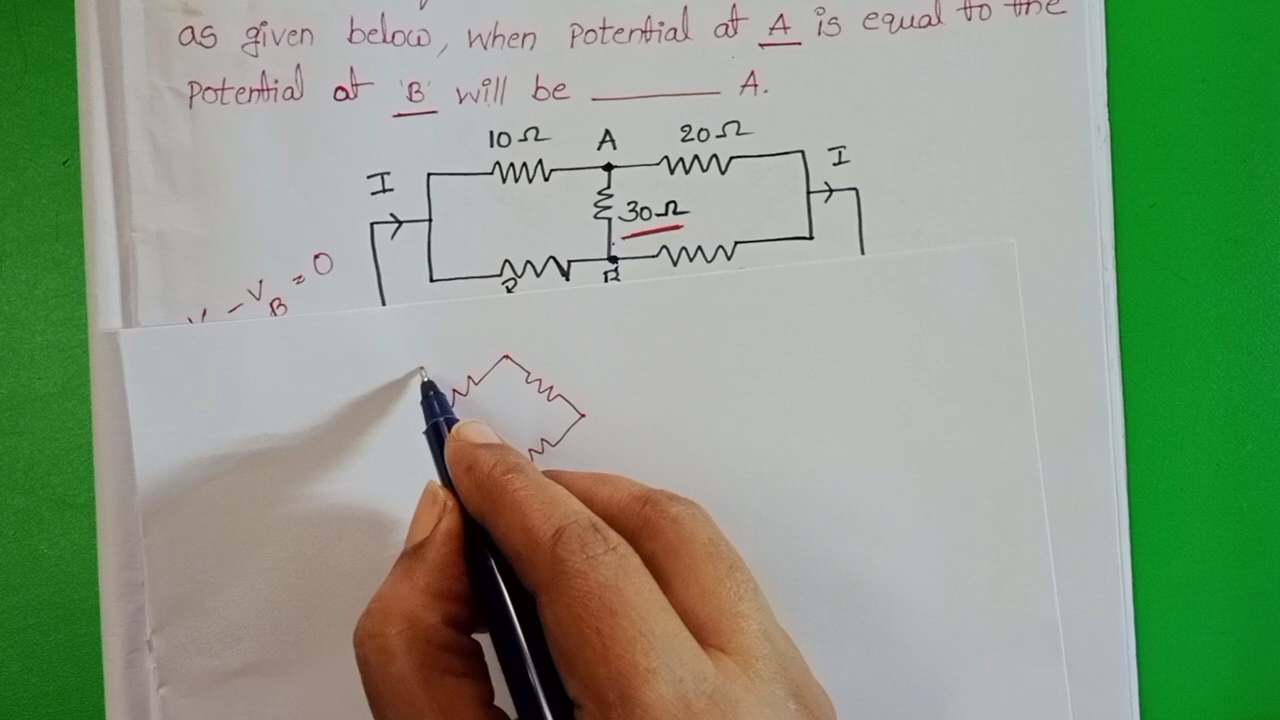 as given below, when Potential at A is equal to the
Potential at 'B' will be ______ A.
10Ω A 20Ω
I I
30Ω
- V_B = 0